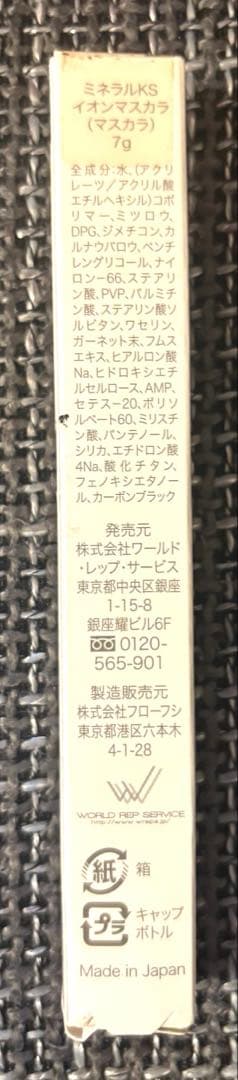 ミネラルKS
イオンマスカラ
(マスカラ)
7g
全成分:水、(アクリ
レーツ/アクリル酸
エチルヘキシル)コポ
リマー、ミツロウ、
DPG、ジメチコン、カ
ルナウバロウ、ペンチ
レングリコール、ナイ
ロン-66、ステアリ
ン酸、PVP、パルミチ
ン酸、ステアリン酸ソ
ルビタン、ワセリン、
ガーネット末、フムス
エキス、ヒアルロン酸
Na、ヒドロキシエチ
ルセルロース、AMP、
セテス-20、ポリソ
ルベート60、ミリスチ
ン酸、パンテノール、
シリカ、エチドロン酸
4Na、酸化チタン、
フェノキシエタノー
ル、カーボンブラック
発売元
株式会社ワールド
・レップ・サービス
東京都中央区銀座
1-15-8
銀座耀ビル6F
0120-
565-901
製造販売元
株式会社フローフシ
東京都港区六本木
4-1-28
WORLD REP SERVICE
http://www.wrepa.jp/
紙 箱
プラ キャップ
ボトル
Made in Japan